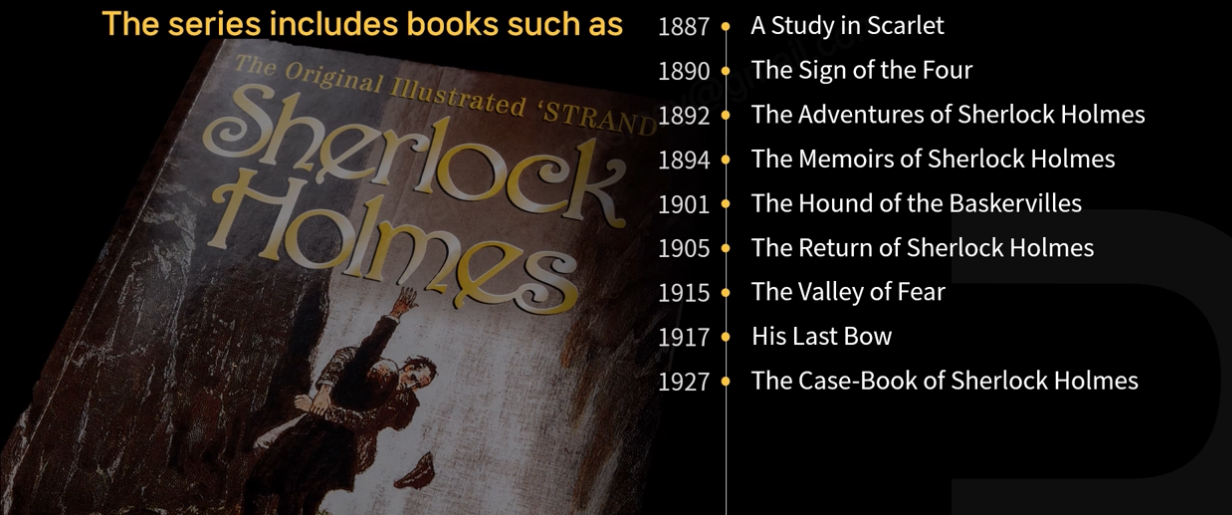 The series includes books such as
The Original Illustrated ‘STRAND’
Sherlock
Holmes
1887 A Study in Scarlet
1890 The Sign of the Four
1892 The Adventures of Sherlock Holmes
1894 The Memoirs of Sherlock Holmes
1901 The Hound of the Baskervilles
1905 The Return of Sherlock Holmes
1915 The Valley of Fear
1917 His Last Bow
1927 The Case-Book of Sherlock Holmes